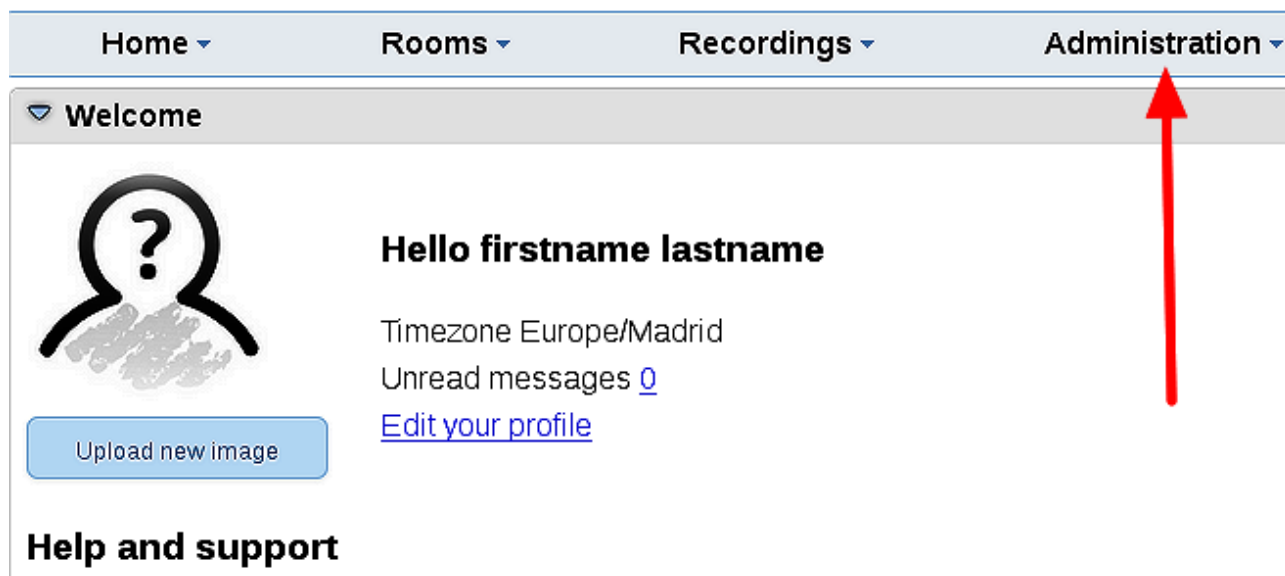 Home Rooms Recordings Administration
Welcome
?
Hello firstname lastname
Timezone Europe/Madrid
Unread messages 0
Edit your profile
Upload new image
Help and support